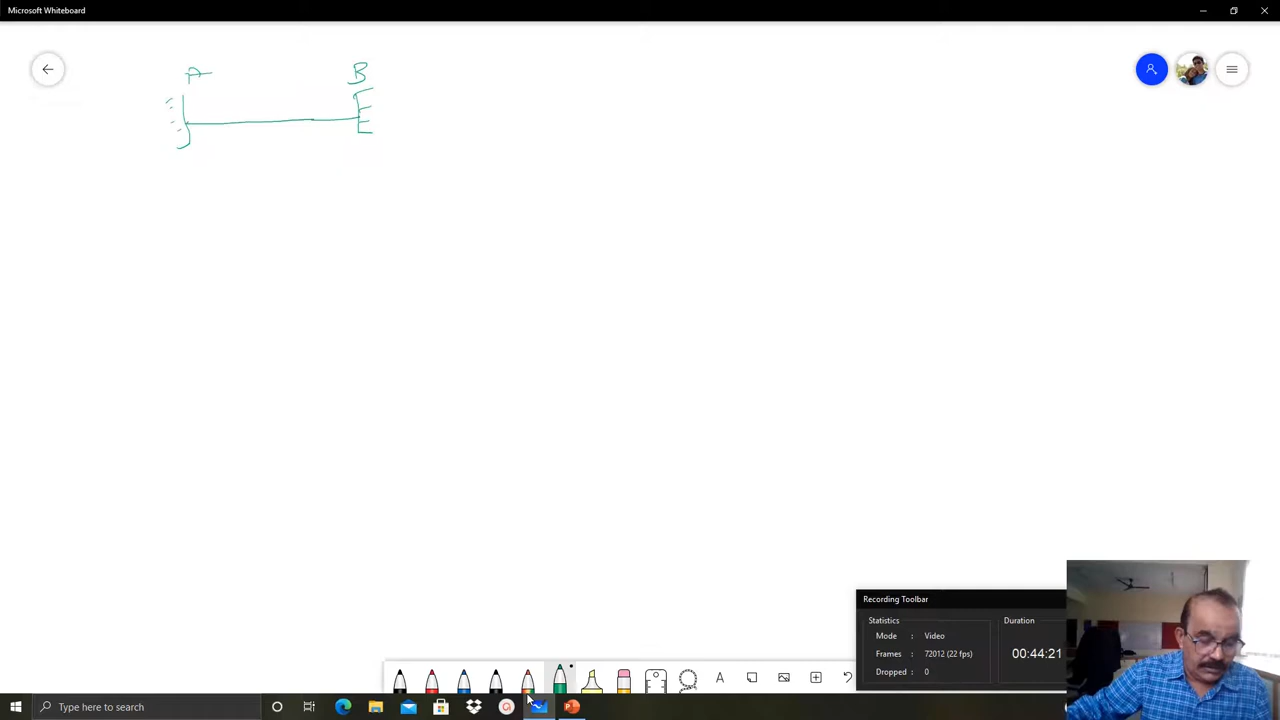 Microsoft Whiteboard
A B
Recording Toolbar
Statistics
Duration
Mode : Video
Frames : 72012 (22 fps)
00:44:21
Dropped : 0
A
Type here to search